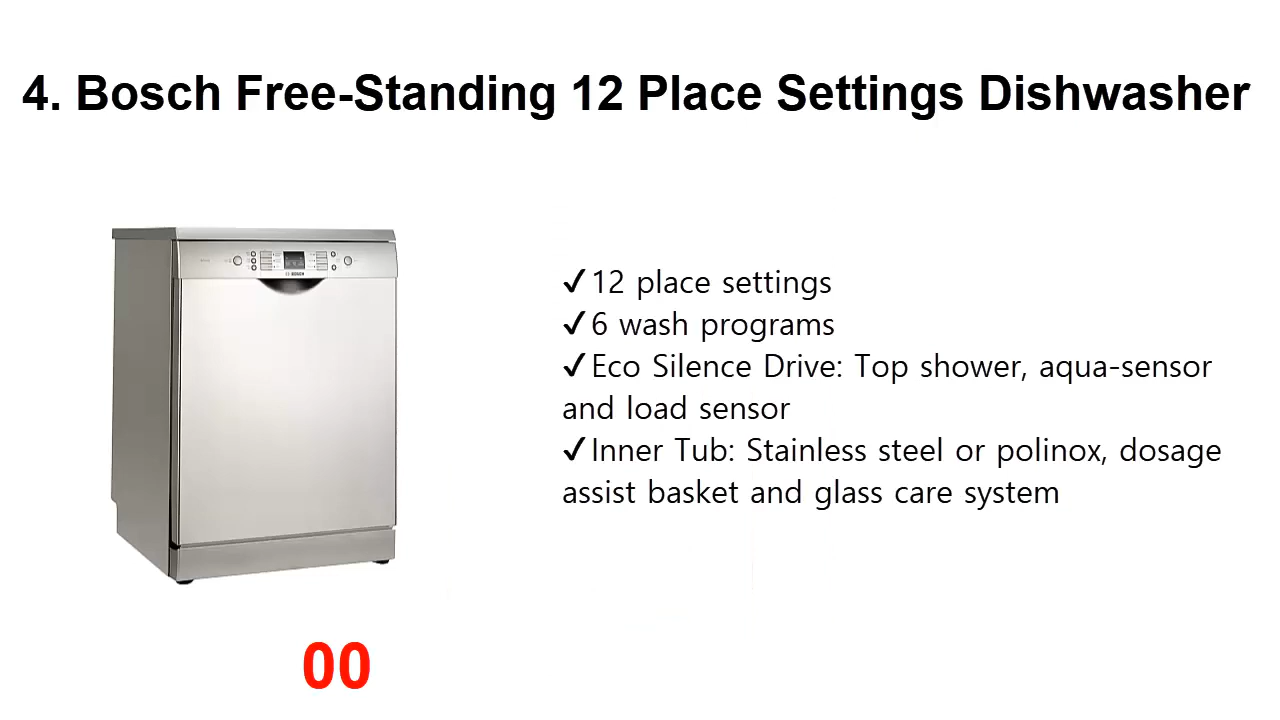 4. Bosch Free-Standing 12 Place Settings Dishwasher
BOSCH
✓12 place settings
✓6 wash programs
✓Eco Silence Drive: Top shower, aqua-sensor
and load sensor
✓Inner Tub: Stainless steel or polinox, dosage
assist basket and glass care system
00